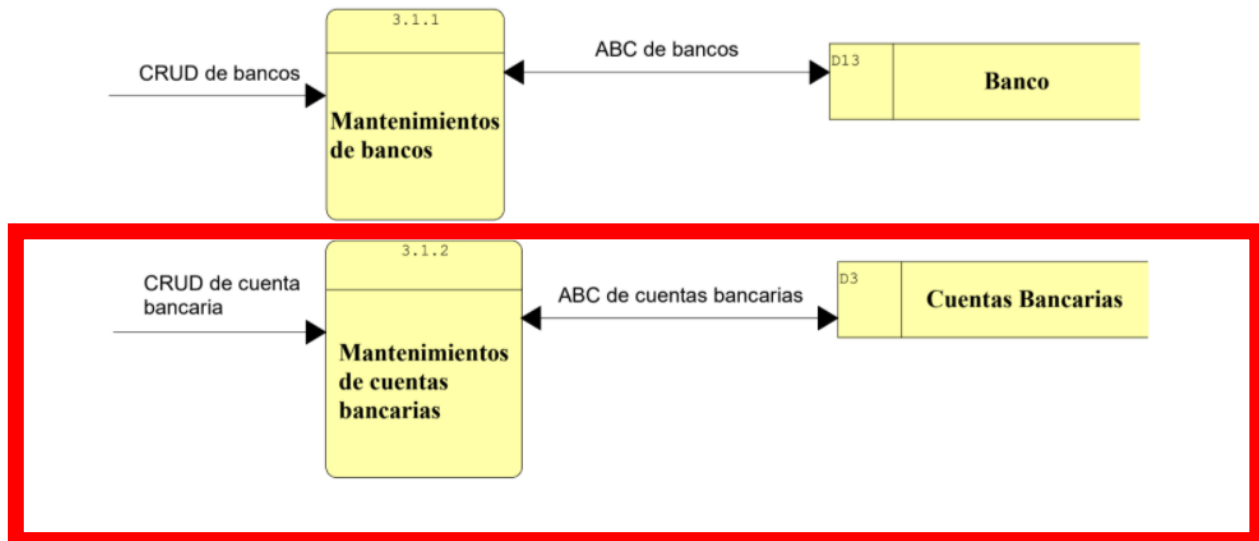 3.1.1
CRUD de bancos
Mantenimientos
de bancos
ABC de bancos
D13
Banco
3.1.2
CRUD de cuenta
bancaria
Mantenimientos
de cuentas
bancarias
ABC de cuentas bancarias
D3
Cuentas Bancarias